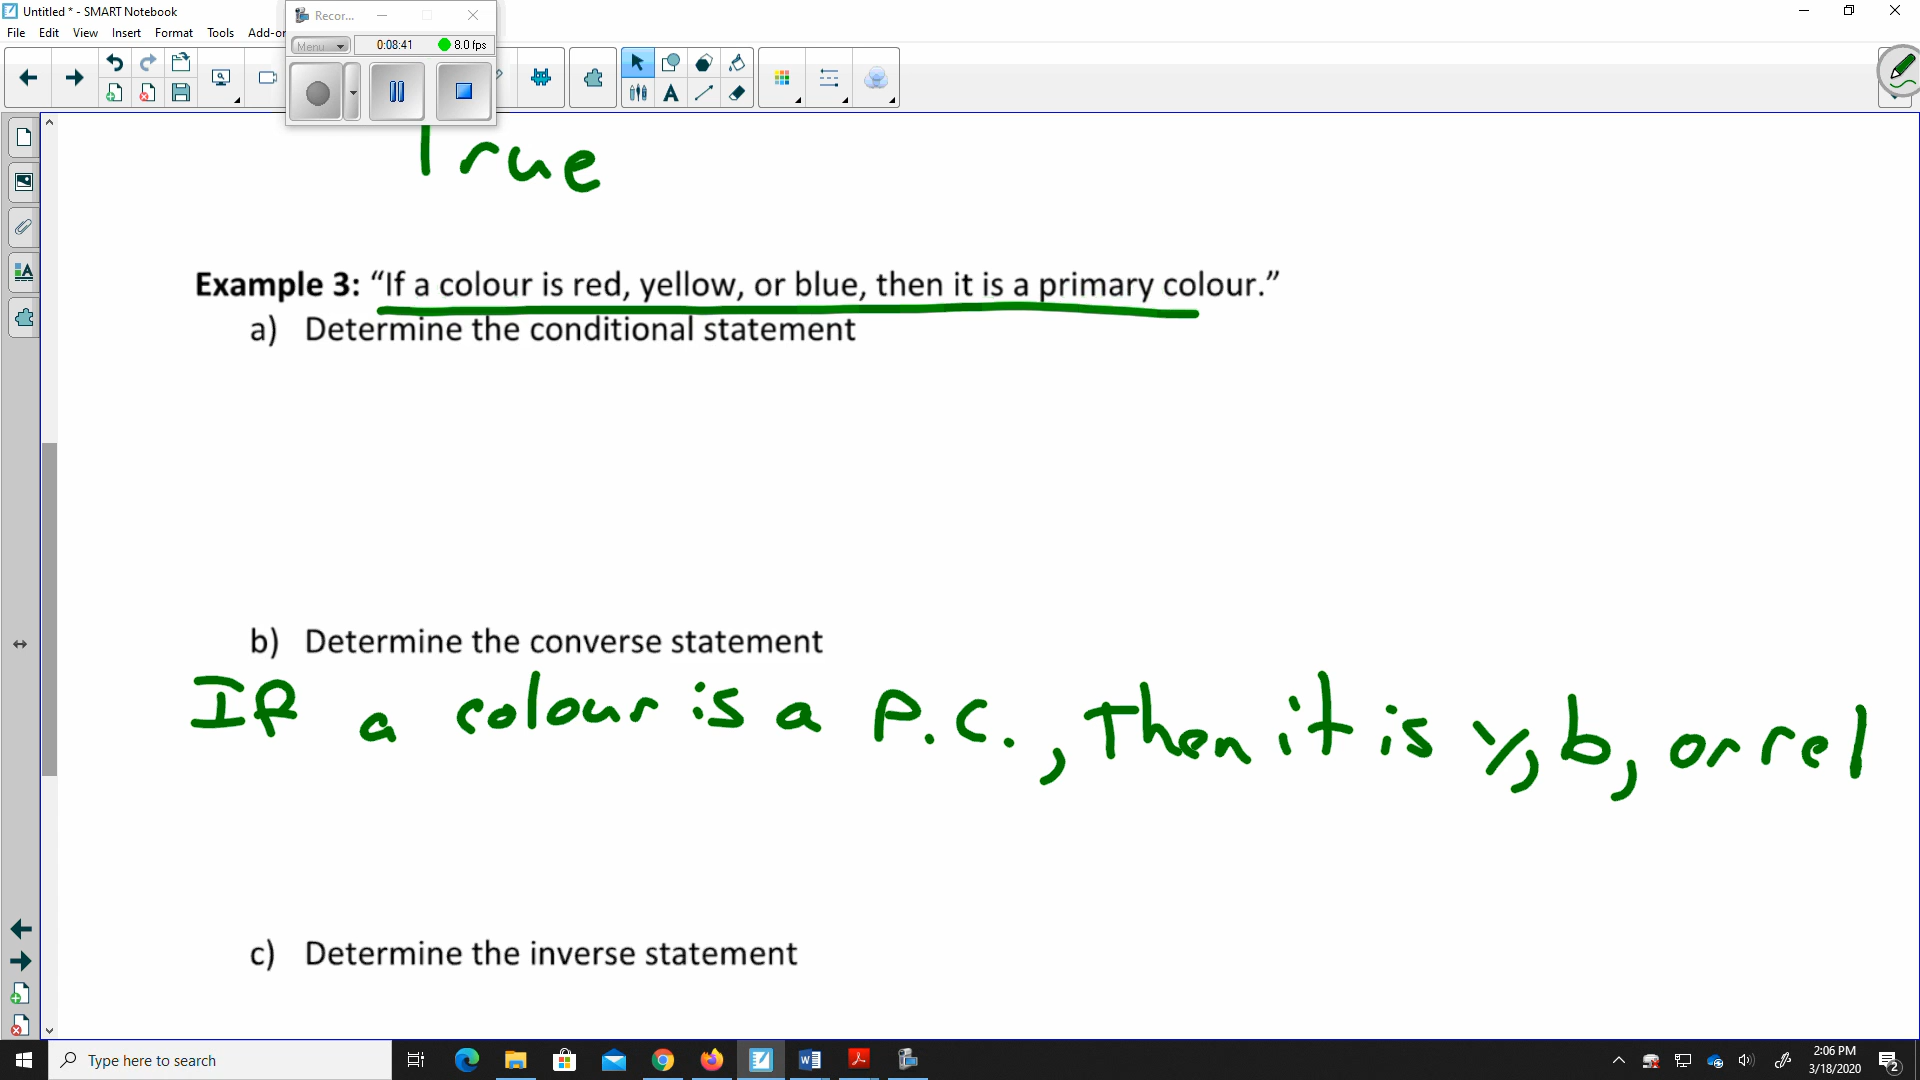 Untitled * - SMART Notebook
File Edit View Insert Format Tools Add-on
Recor...
Menu 0:08:41 8.0 fps
True
Example 3: “If a colour is red, yellow, or blue, then it is a primary colour.”
a) Determine the conditional statement
b) Determine the converse statement
If a colour is a P.C., then it is y, b, or
c) Determine the inverse statement
Type here to search
2:06 PM
3/18/2020
2